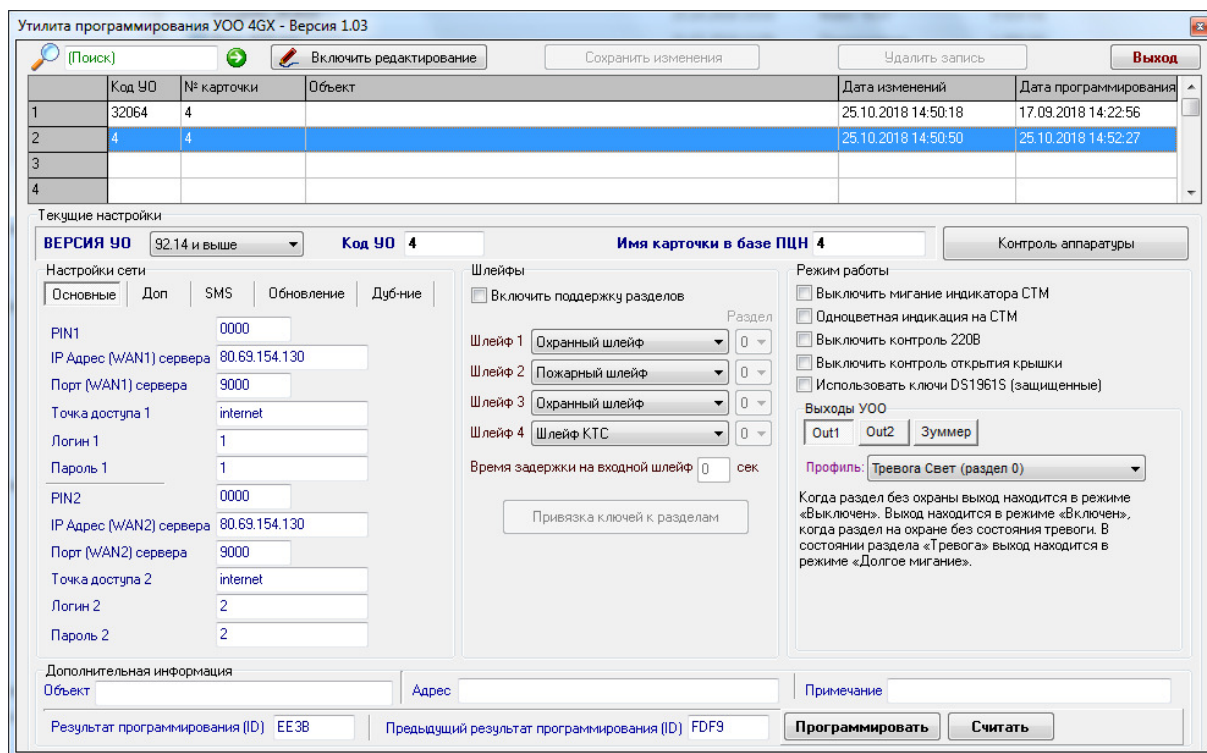 Утилита программирования УОО 4GX - Версия 1.03
(Поиск) Включить редактирование Сохранить изменения Удалить запись Выход
Код УО № карточки Объект Дата изменений Дата программирования
1 32064 4 25.10.2018 14:50:18 17.09.2018 14:22:56
2 4 4 25.10.2018 14:50:50 25.10.2018 14:52:27
3
4
Текущие настройки
ВЕРСИЯ УО 92.14 и выше Код УО 4 Имя карточки в базе ПЦН 4 Контроль аппаратуры
Настройки сети
Основные Доп SMS Обновление Дуб-ние
PIN1 0000
IP Адрес (WAN1) сервера 80.69.154.130
Порт (WAN1) сервера 9000
Точка доступа 1 internet
Логин 1 1
Пароль 1 1
PIN2 0000
IP Адрес (WAN2) сервера 80.69.154.130
Порт (WAN2) сервера 9000
Точка доступа 2 internet
Логин 2 2
Пароль 2 2
Шлейфы
Включить поддержку разделов
Раздел
Шлейф 1 Охранный шлейф 0
Шлейф 2 Пожарный шлейф 0
Шлейф 3 Охранный шлейф 0
Шлейф 4 Шлейф КТС 0
Время задержки на входной шлейф 0 сек
Привязка ключей к разделам
Режим работы
Выключить мигание индикатора СТМ
Одноцветная индикация на СТМ
Выключить контроль 220В
Выключить контроль открытия крышки
Использовать ключи DS1961S (защищенные)
Выходы УОО
Out1 Out2 Зуммер
Профиль: Тревога Свет (раздел 0)
Когда раздел без охраны выход находится в режиме
«Выключен». Выход находится в режиме «Включен»,
когда раздел на охране без состояния тревоги. В
состоянии раздела «Тревога» выход находится в
режиме «Долгое мигание».
Дополнительная информация
Объект Адрес Примечание
Результат программирования (ID) EE3B Предыдущий результат программирования (ID) FDF9 Программировать Считать